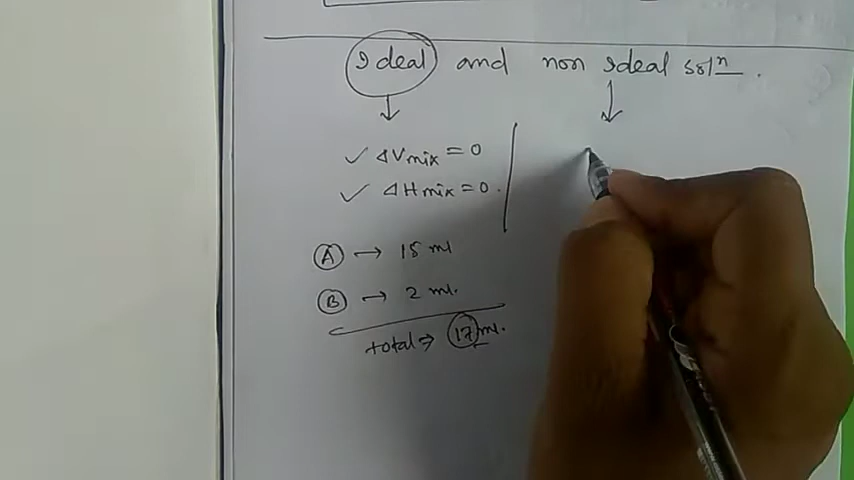 Ideal and non Ideal solⁿ.
✓ ΔVmix = 0
✓ ΔHmix = 0.
A → 15 ml
B → 2 ml.
total ⇒ 17 ml.